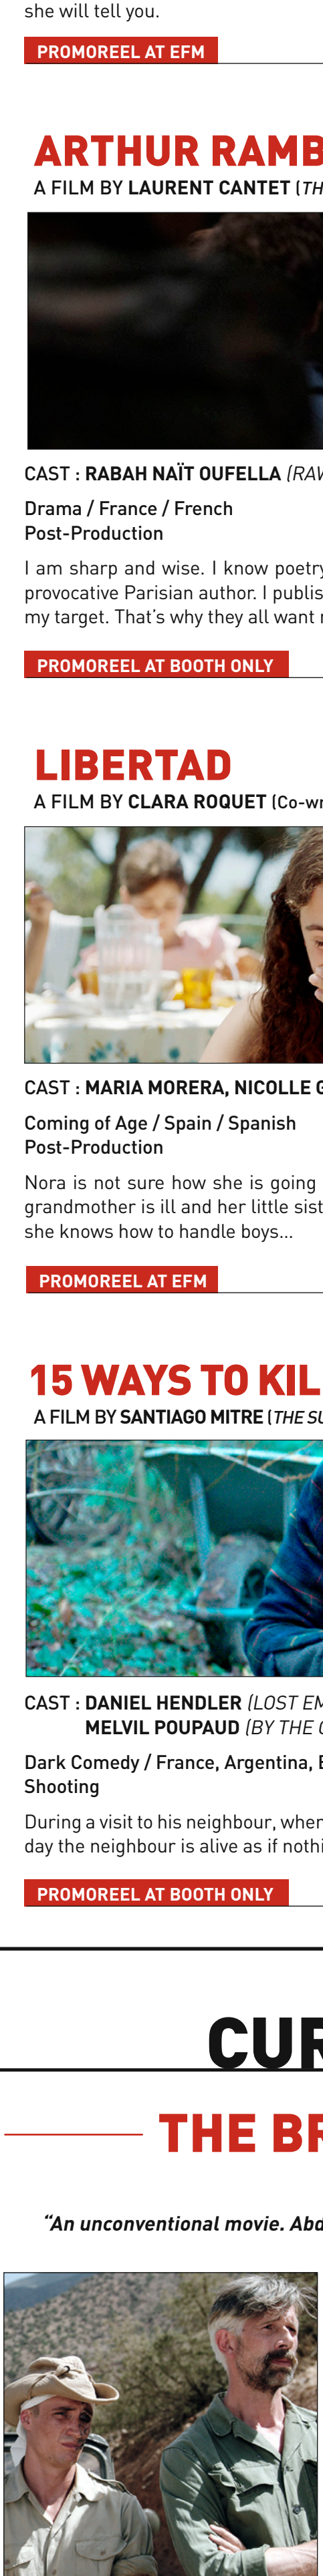 she will tell you.
PROMOREEL AT EFM
ARTHUR RAMB
A FILM BY LAURENT CANTET (TH
CAST : RABAH NAÏT OUFELLA (RAW
Drama / France / French
Post-Production
I am sharp and wise. I know poetry
provocative Parisian author. I publis
my target. That’s why they all want
PROMOREEL AT BOOTH ONLY
LIBERTAD
A FILM BY CLARA ROQUET (Co-wr
CAST : MARIA MORERA, NICOLLE G
Coming of Age / Spain / Spanish
Post-Production
Nora is not sure how she is going
grandmother is ill and her little sist
she knows how to handle boys...
PROMOREEL AT EFM
15 WAYS TO KIL
A FILM BY SANTIAGO MITRE (THE SU
CAST : DANIEL HENDLER (LOST EM
MELVIL POUPAUD (BY THE
Dark Comedy / France, Argentina,
Shooting
During a visit to his neighbour, when
day the neighbour is alive as if nothi
PROMOREEL AT BOOTH ONLY
CUR
THE BR
“An unconventional movie. Abd